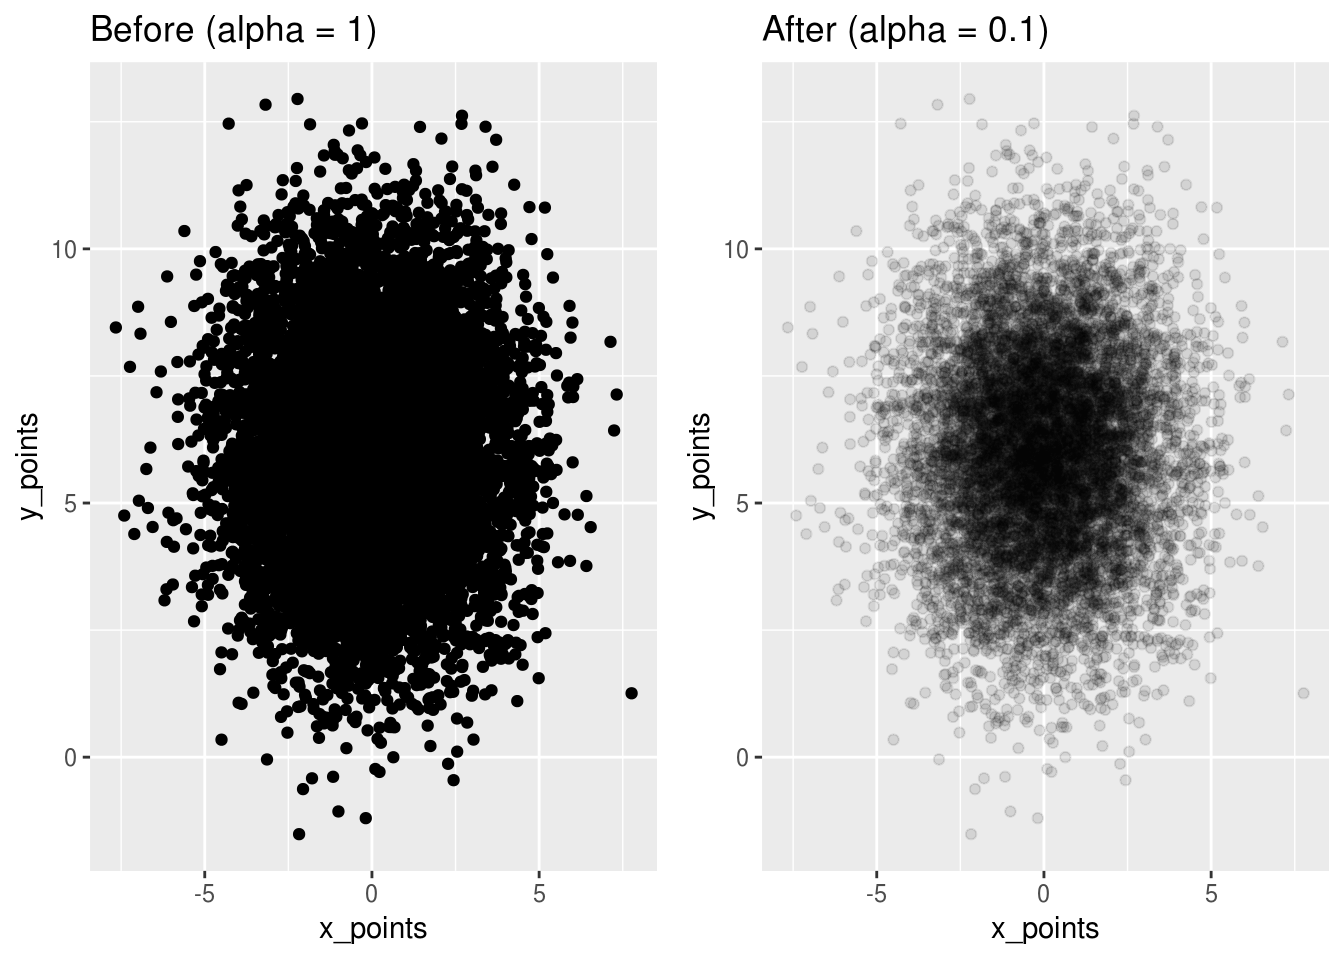 Before (alpha = 1)
y_points
10
5
0
-5
0
5
x_points
After (alpha = 0.1)
y_points
10
5
0
-5
0
5
x_points